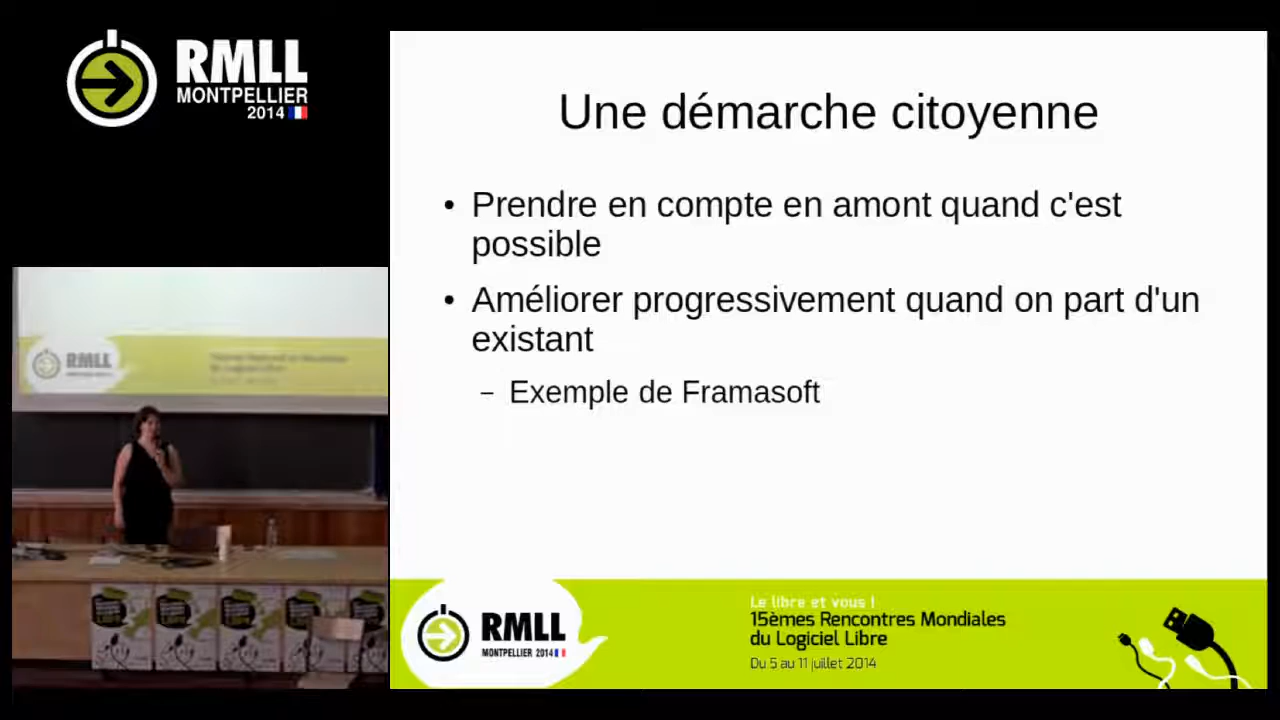 RMLL
MONTPELLIER
2014
Une démarche citoyenne
• Prendre en compte en amont quand c'est
possible
• Améliorer progressivement quand on part d'un
existant
– Exemple de Framasoft
RMLL
RMLL
MONTPELLIER 2014
Le libre et vous !
15èmes Rencontres Mondiales
du Logiciel Libre
Du 5 au 11 juillet 2014